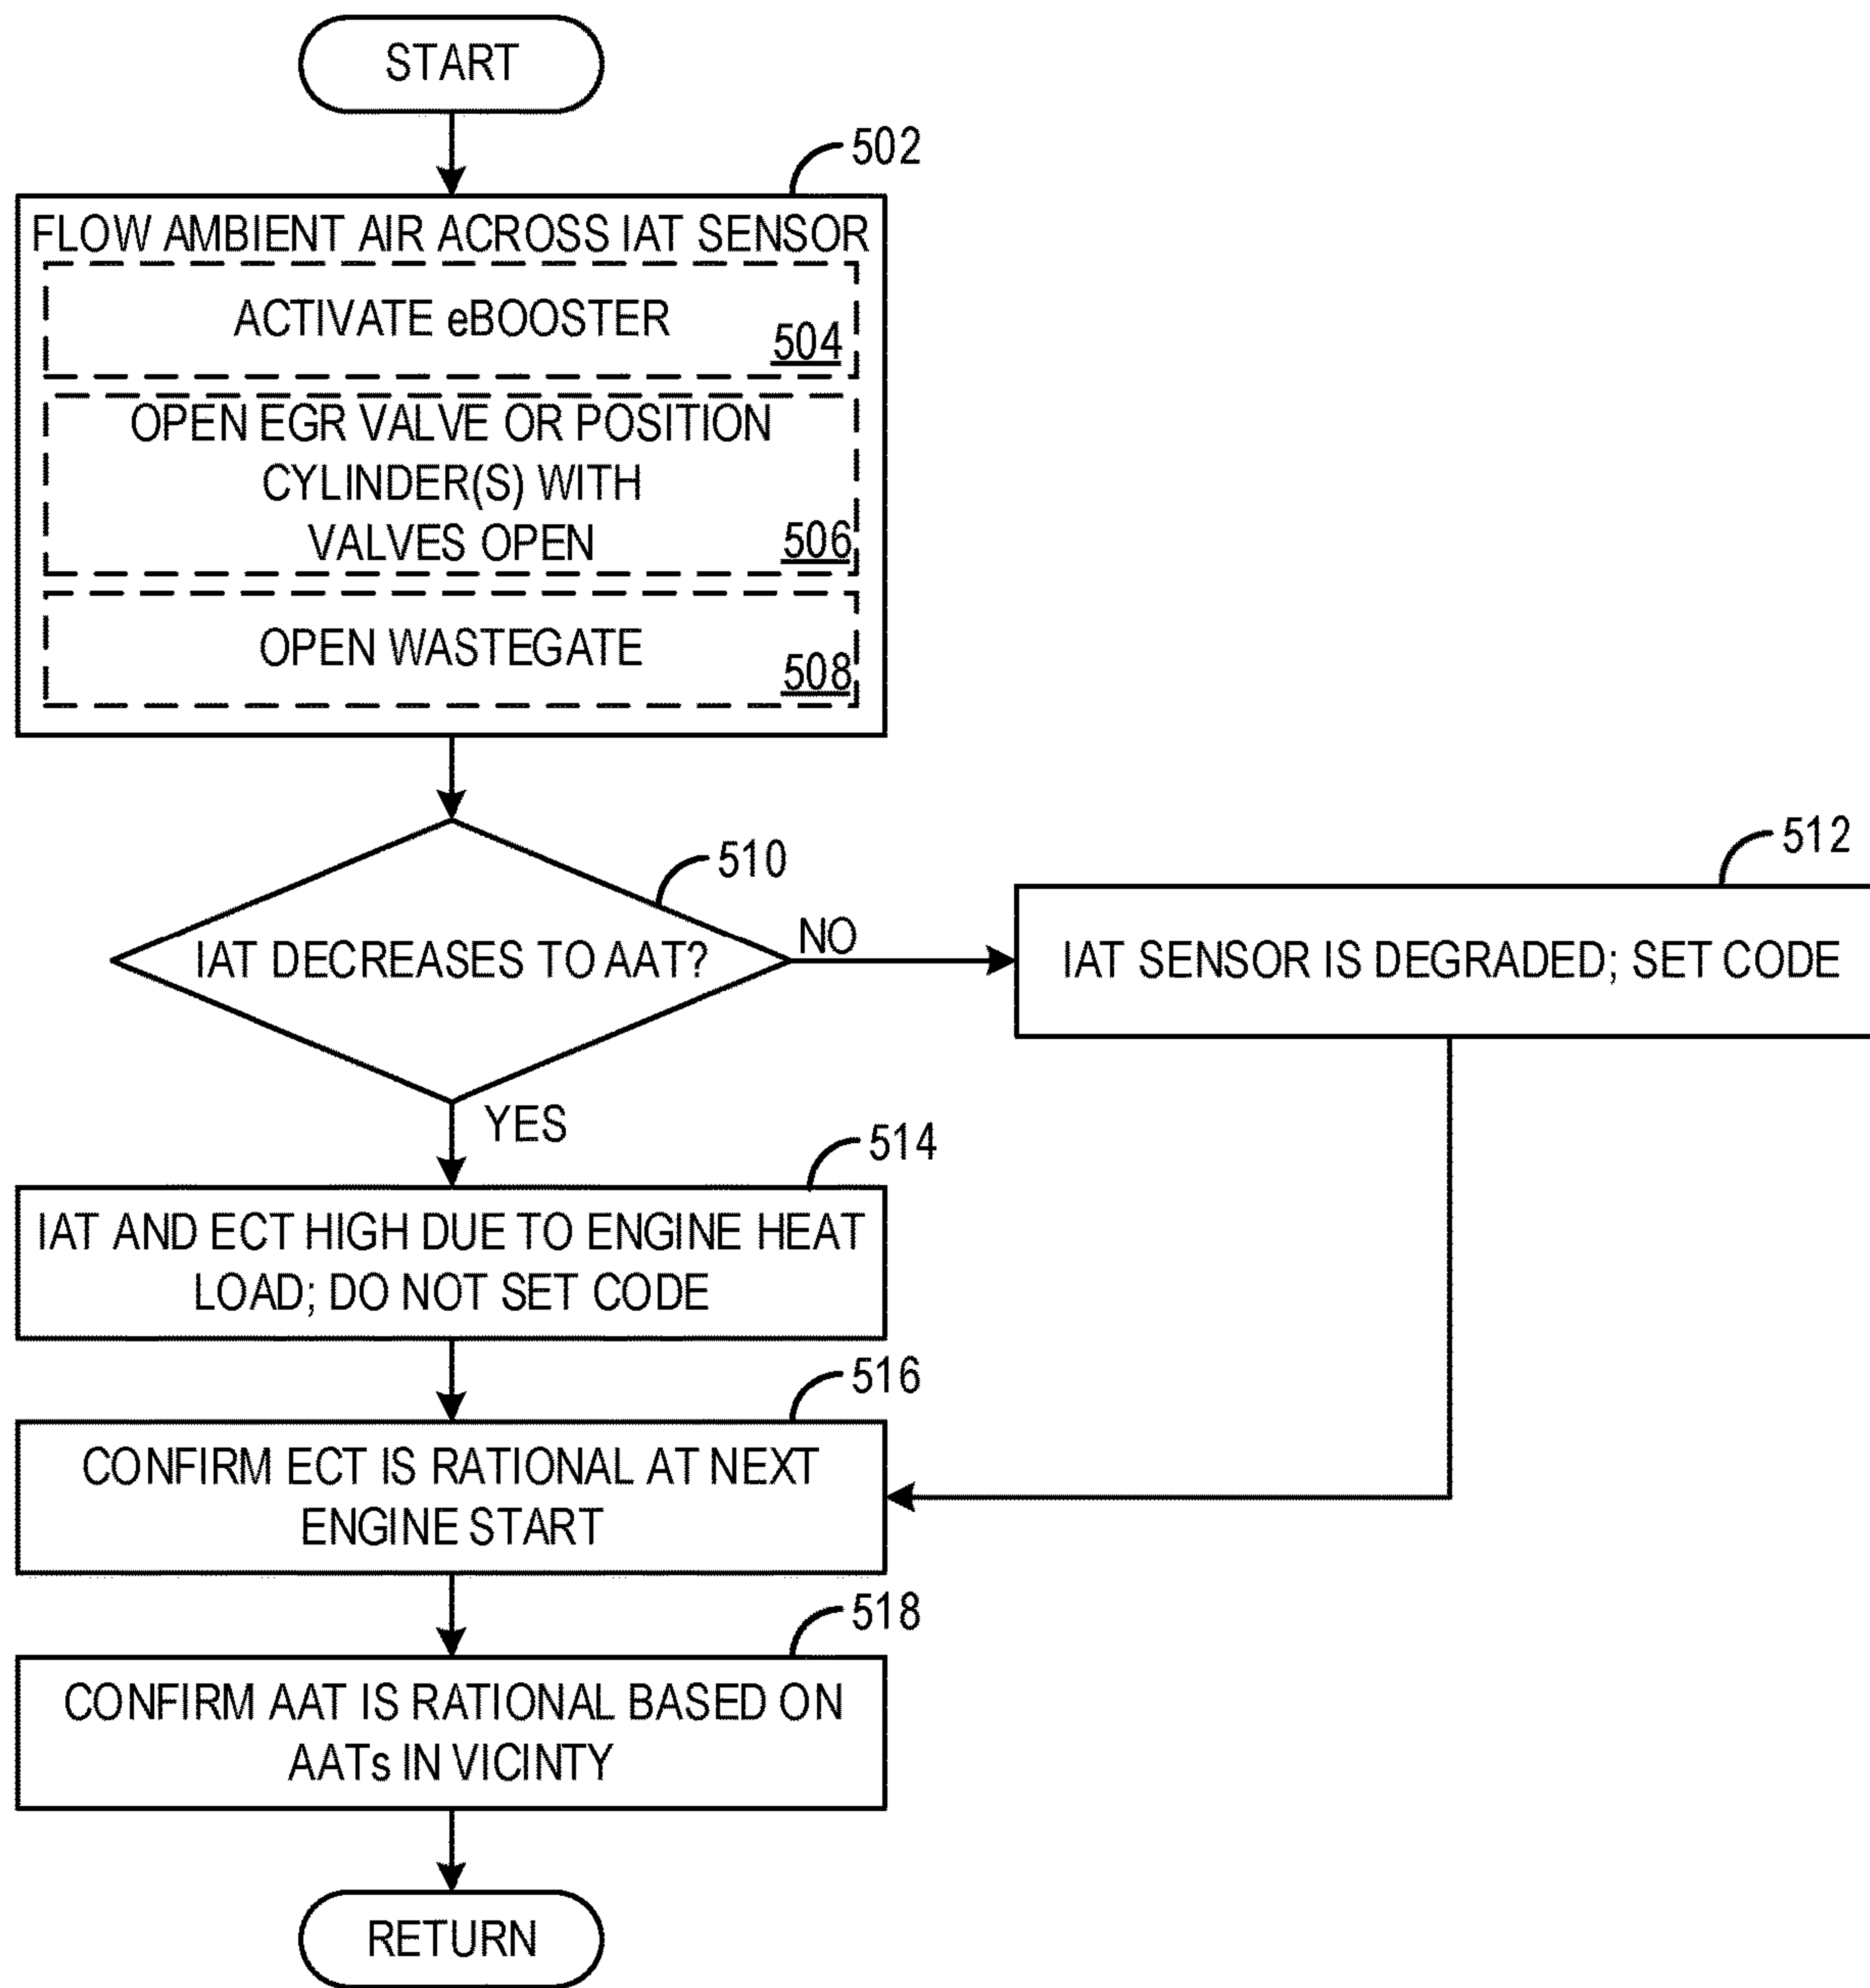 START
502
FLOW AMBIENT AIR ACROSS IAT SENSOR
ACTIVATE eBOOSTER
504
OPEN EGR VALVE OR POSITION
CYLINDER(S) WITH
VALVES OPEN
506
OPEN WASTEGATE
508
510
IAT DECREASES TO AAT?
NO
512
IAT SENSOR IS DEGRADED; SET CODE
YES
514
IAT AND ECT HIGH DUE TO ENGINE HEAT
LOAD; DO NOT SET CODE
516
CONFIRM ECT IS RATIONAL AT NEXT
ENGINE START
518
CONFIRM AAT IS RATIONAL BASED ON
AATs IN VICINTY
RETURN